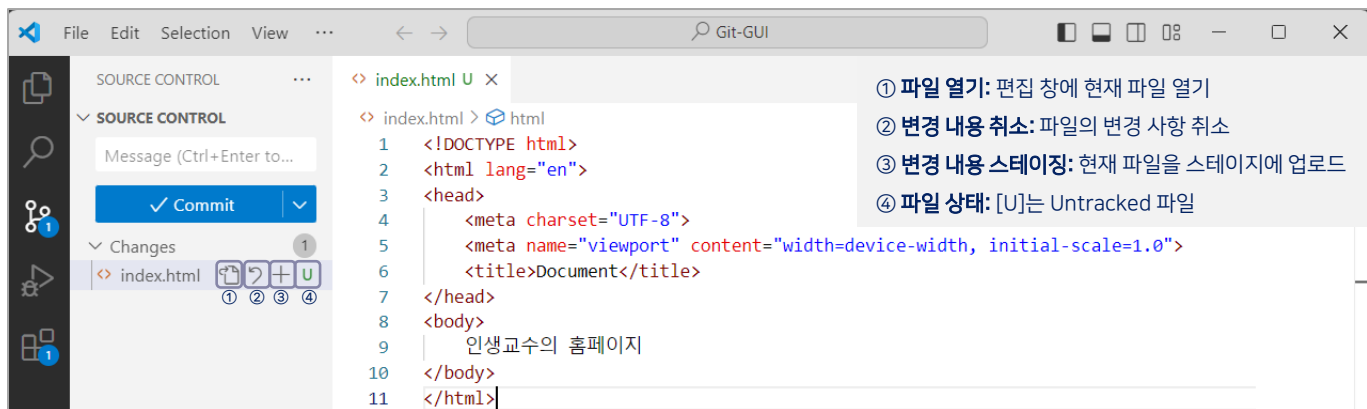 File Edit Selection View ··· Git-GUI
SOURCE CONTROL ···
SOURCE CONTROL
Message (Ctrl+Enter to...
Commit
1
Changes 1
index.html U
① ② ③ ④
1
index.html U
index.html > html
1 <!DOCTYPE html>
2 <html lang="en">
3 <head>
4 <meta charset="UTF-8">
5 <meta name="viewport" content="width=device-width, initial-scale=1.0">
6 <title>Document</title>
7 </head>
8 <body>
9 인생교수의 홈페이지
10 </body>
11 </html>
① 파일 열기: 편집 창에 현재 파일 열기
② 변경 내용 취소: 파일의 변경 사항 취소
③ 변경 내용 스테이징: 현재 파일을 스테이지에 업로드
④ 파일 상태: [U]는 Untracked 파일